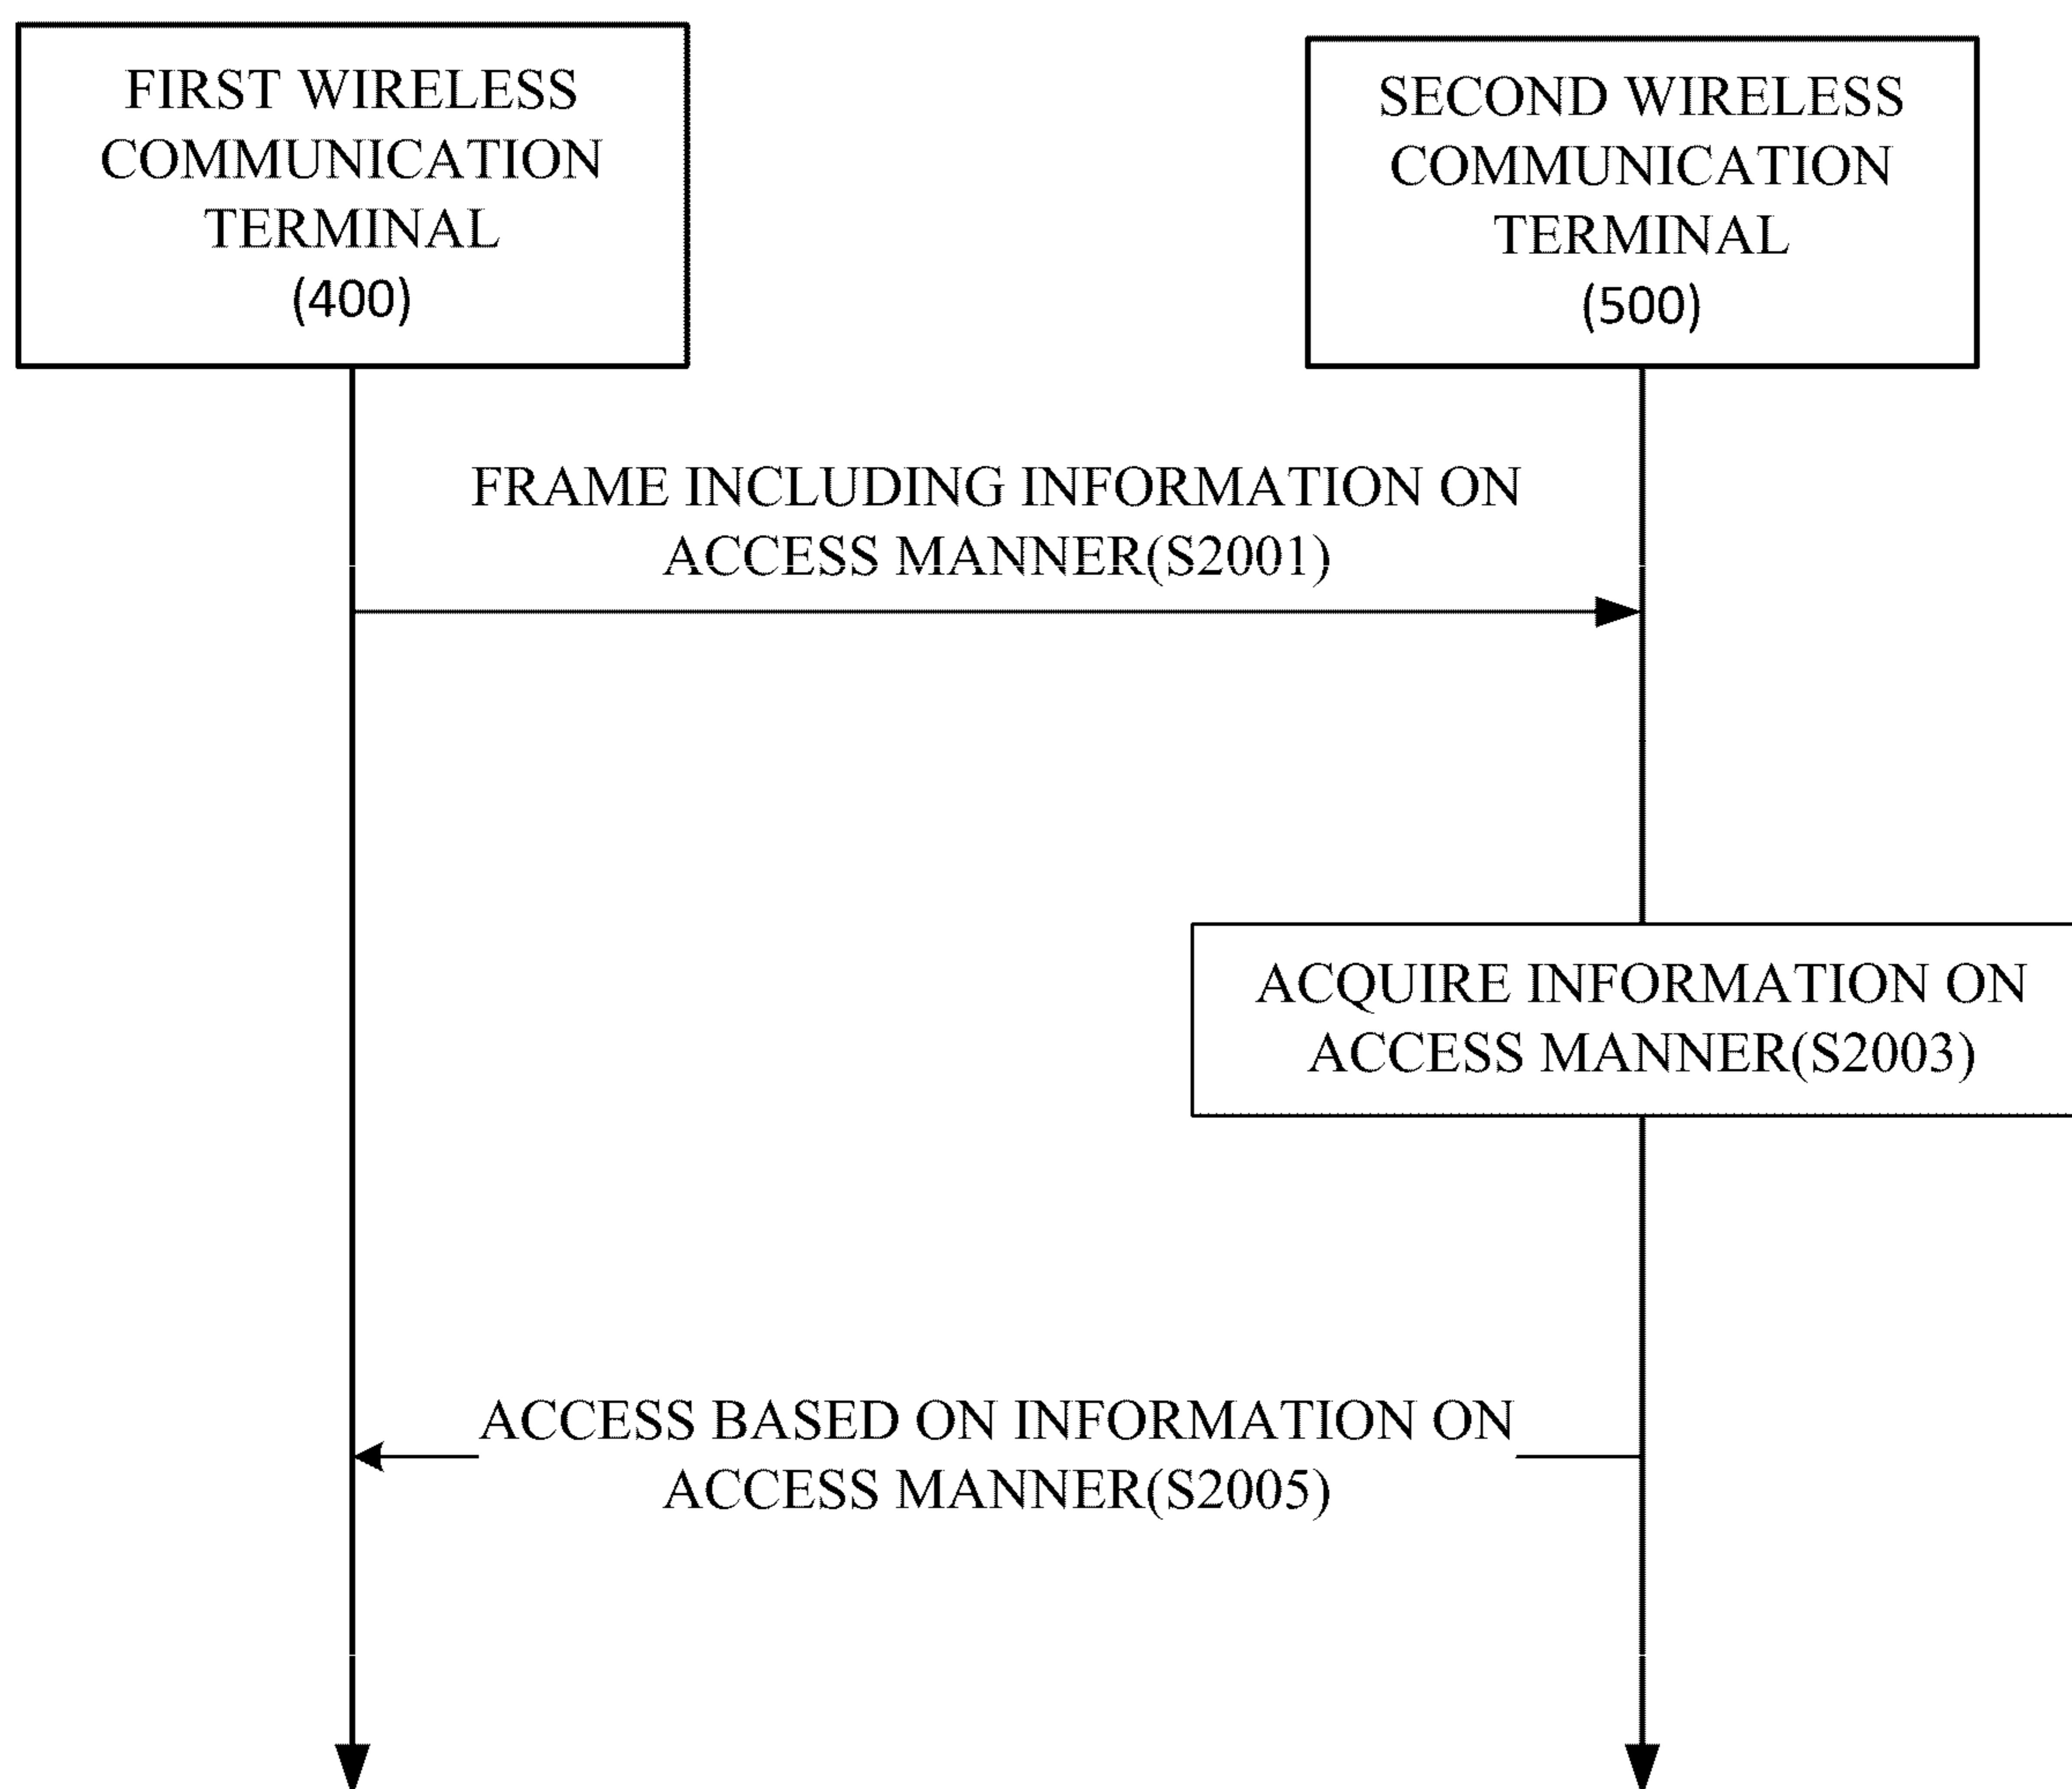 FIRST WIRELESS
COMMUNICATION
TERMINAL
(400)
SECOND WIRELESS
COMMUNICATION
TERMINAL
(500)
FRAME INCLUDING INFORMATION ON
ACCESS MANNER(S2001)
ACQUIRE INFORMATION ON
ACCESS MANNER(S2003)
ACCESS BASED ON INFORMATION ON
ACCESS MANNER(S2005)